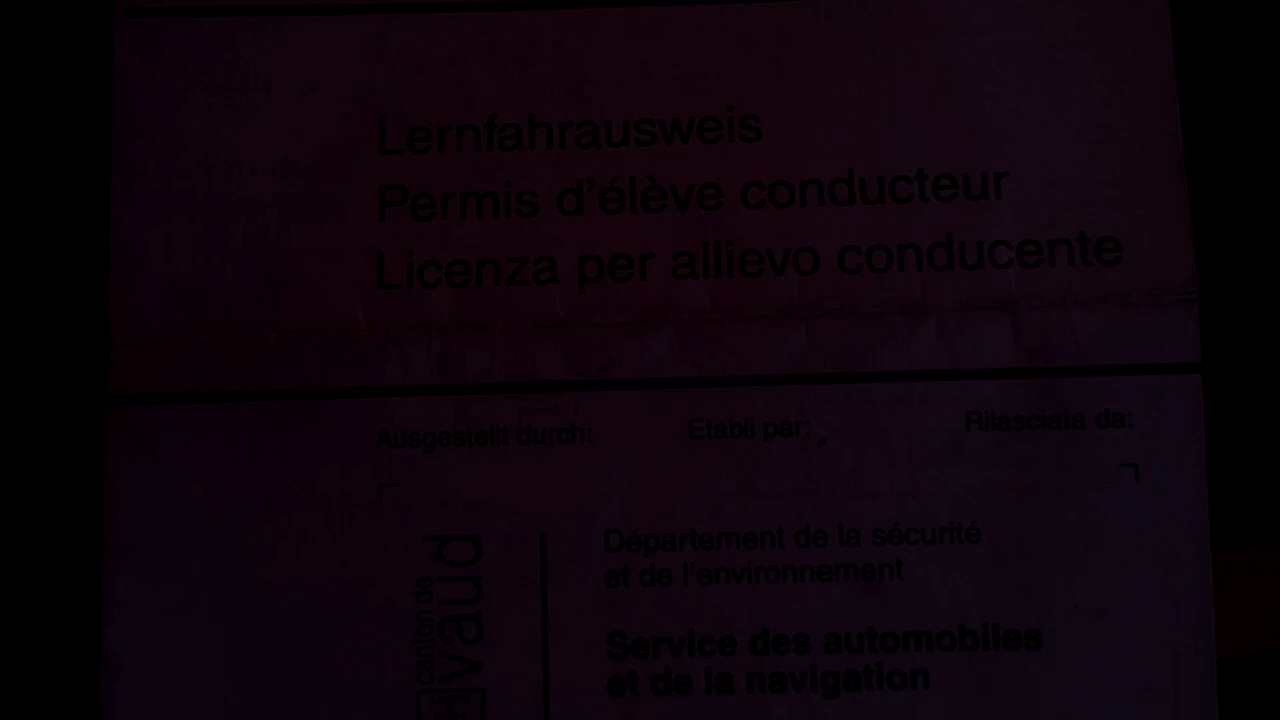 Lernfahrausweis
Permis d'élève conducteur
Licenza per allievo conducente
Ausgestellt durch: Etabli par: Rilasciata da:
canton de
vaud
Département de la sécurité
et de l'environnement
Service des automobiles
et de la navigation